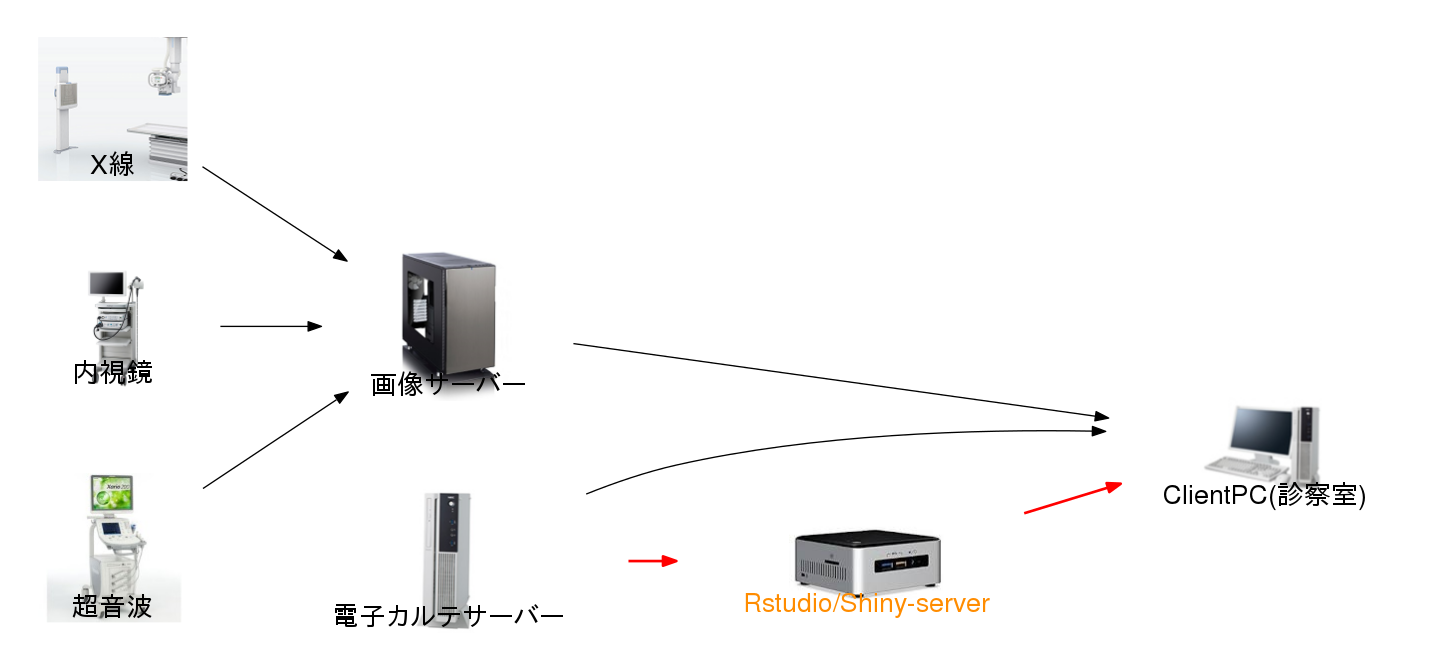 X線
内視鏡
画像サーバー
ClientPC(診察室)
超音波
電子カルテサーバー
Rstudio/Shiny-server